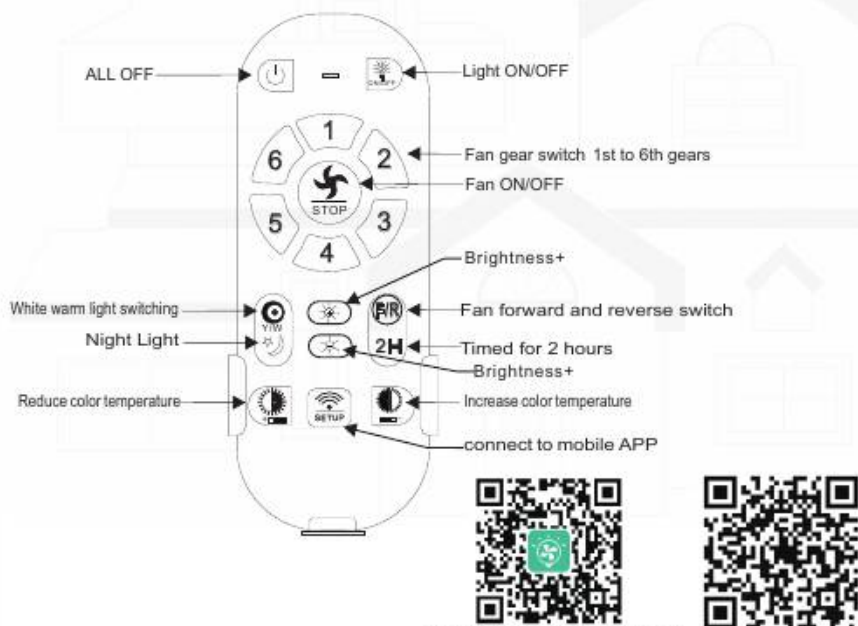 ALL OFF
Light ON/OFF
ON/OFF
1
6
2
Fan gear switch 1st to 6th gears
Fan ON/OFF
STOP
5
3
4
Brightness+
White warm light switching
Y/W
F/R
Fan forward and reverse switch
Night Light
2H
Timed for 2 hours
Brightness+
Reduce color temperature
SETUP
Increase color temperature
connect to mobile APP